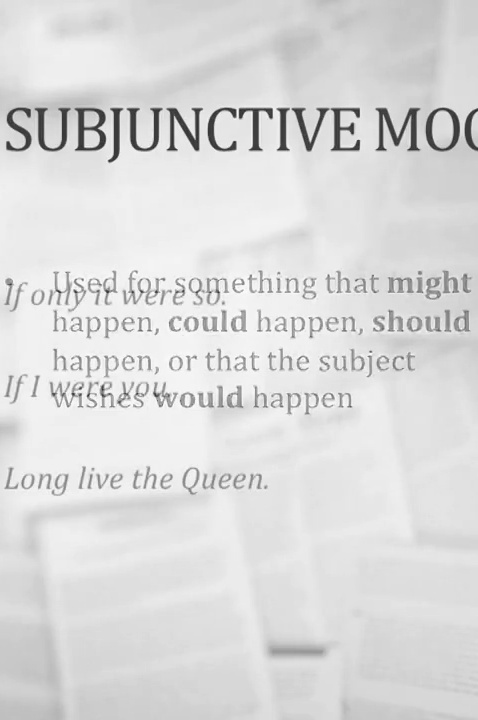 SUBJUNCTIVE MOO
• Used for something that might
happen, could happen, should
happen, or that the subject
wishes would happen
If only it were so.
If I were you,
Long live the Queen.